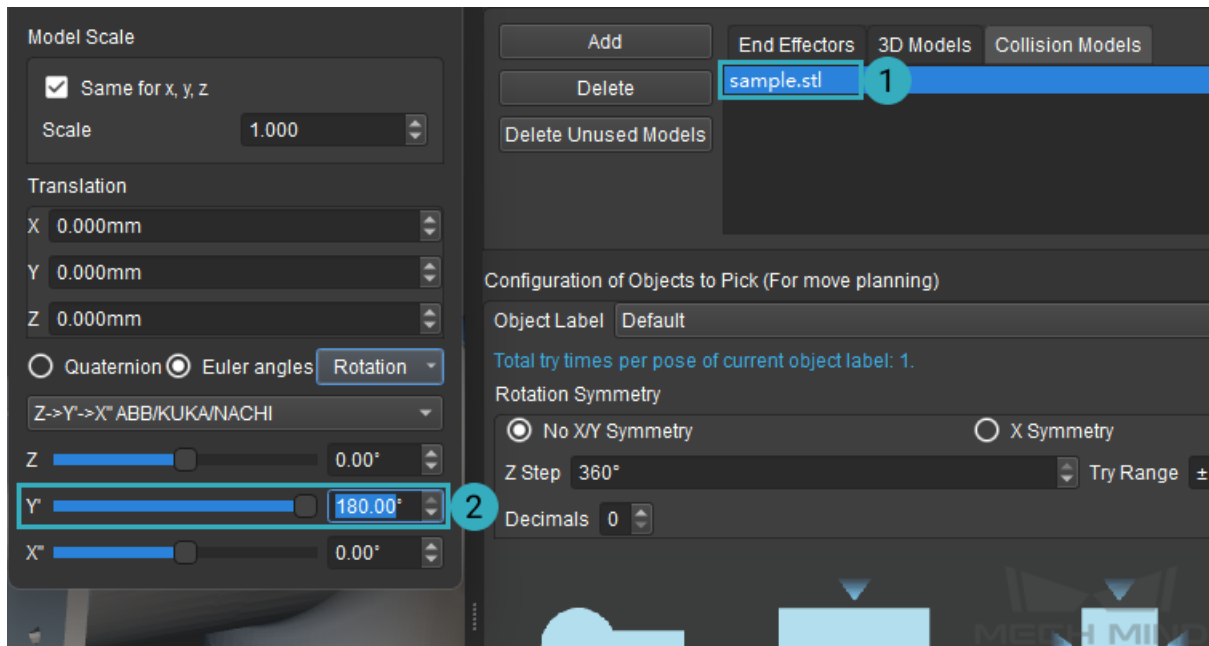 Model Scale
Same for x, y, z
Scale 1.000
Translation
X 0.000mm
Y 0.000mm
Z 0.000mm
Quaternion Euler angles Rotation
Z->Y'->X" ABB/KUKA/NACHI
Z 0.00°
Y' 180.00° 2
X" 0.00°
Add
Delete
Delete Unused Models
End Effectors 3D Models Collision Models
sample.stl 1
Configuration of Objects to Pick (For move planning)
Object Label Default
Total try times per pose of current object label: 1.
Rotation Symmetry
No X/Y Symmetry X Symmetry
Z Step 360° Try Range ±
Decimals 0
MECH MIND